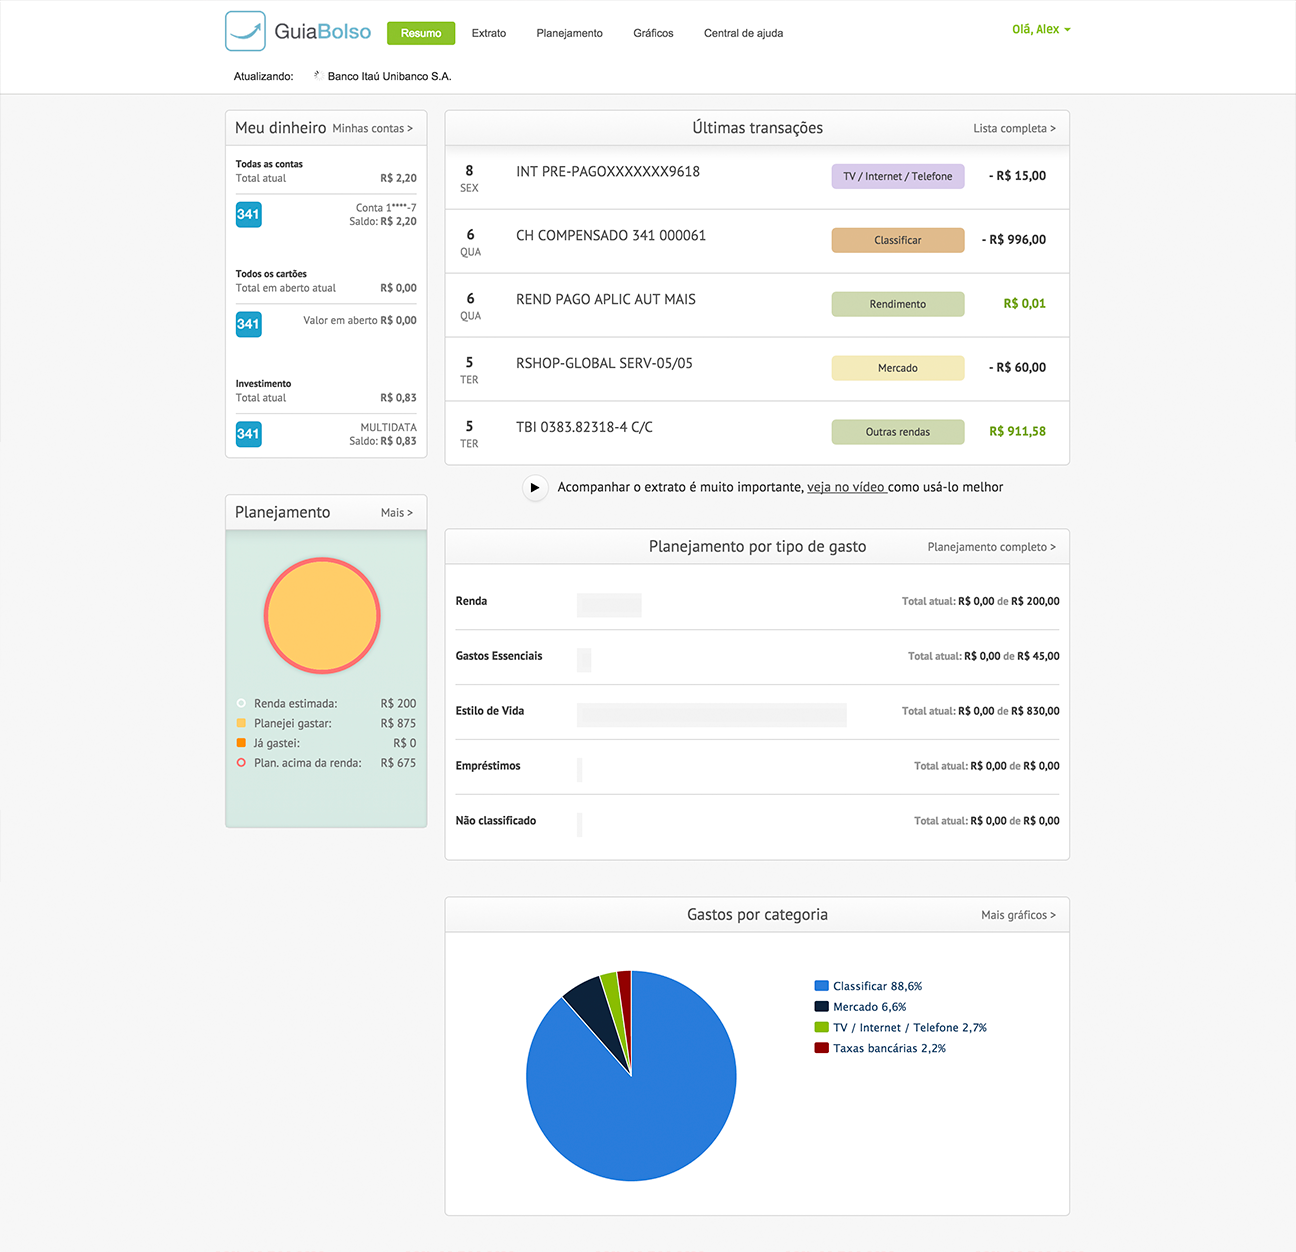 GuiaBolso
Resumo
Extrato
Planejamento
Gráficos
Central de ajuda
Olá, Alex
Atualizando:
Banco Itaú Unibanco S.A.
Meu dinheiro
Minhas contas >
Todas as contas
Total atual R$ 2,20
341
Conta 1****-7
Saldo: R$ 2,20
Todos os cartões
Total em aberto atual R$ 0,00
341
Valor em aberto R$ 0,00
Investimento
Total atual R$ 0,83
341
MULTIDATA
Saldo: R$ 0,83
Últimas transações
Lista completa >
8
SEX
INT PRE-PAGOXXXXXXX9618
TV / Internet / Telefone
- R$ 15,00
6
QUA
CH COMPENSADO 341 000061
Classificar
- R$ 996,00
6
QUA
REND PAGO APLIC AUT MAIS
Rendimento
R$ 0,01
5
TER
RSHOP-GLOBAL SERV-05/05
Mercado
- R$ 60,00
5
TER
TBI 0383.82318-4 C/C
Outras rendas
R$ 911,58
Acompanhar o extrato é muito importante, veja no vídeo como usá-lo melhor
Planejamento
Mais >
Renda estimada: R$ 200
Planejei gastar: R$ 875
Já gastei: R$ 0
Plan. acima da renda: R$ 675
Planejamento por tipo de gasto
Planejamento completo >
Renda
Total atual: R$ 0,00 de R$ 200,00
Gastos Essenciais
Total atual: R$ 0,00 de R$ 45,00
Estilo de Vida
Total atual: R$ 0,00 de R$ 830,00
Empréstimos
Total atual: R$ 0,00 de R$ 0,00
Não classificado
Total atual: R$ 0,00 de R$ 0,00
Gastos por categoria
Mais gráficos >
Classificar 88,6%
Mercado 6,6%
TV / Internet / Telefone 2,7%
Taxas bancárias 2,2%